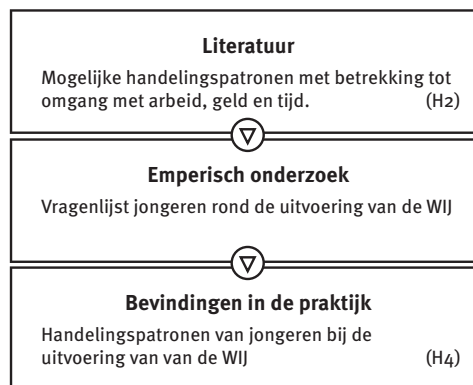 Literatuur
Mogelijke handelingspatronen met betrekking tot
omgang met arbeid, geld en tijd. (H2)
Emperisch onderzoek
Vragenlijst jongeren rond de uitvoering van de WIJ
Bevindingen in de praktijk
Handelingspatronen van jongeren bij de
uitvoering van van de WIJ (H4)